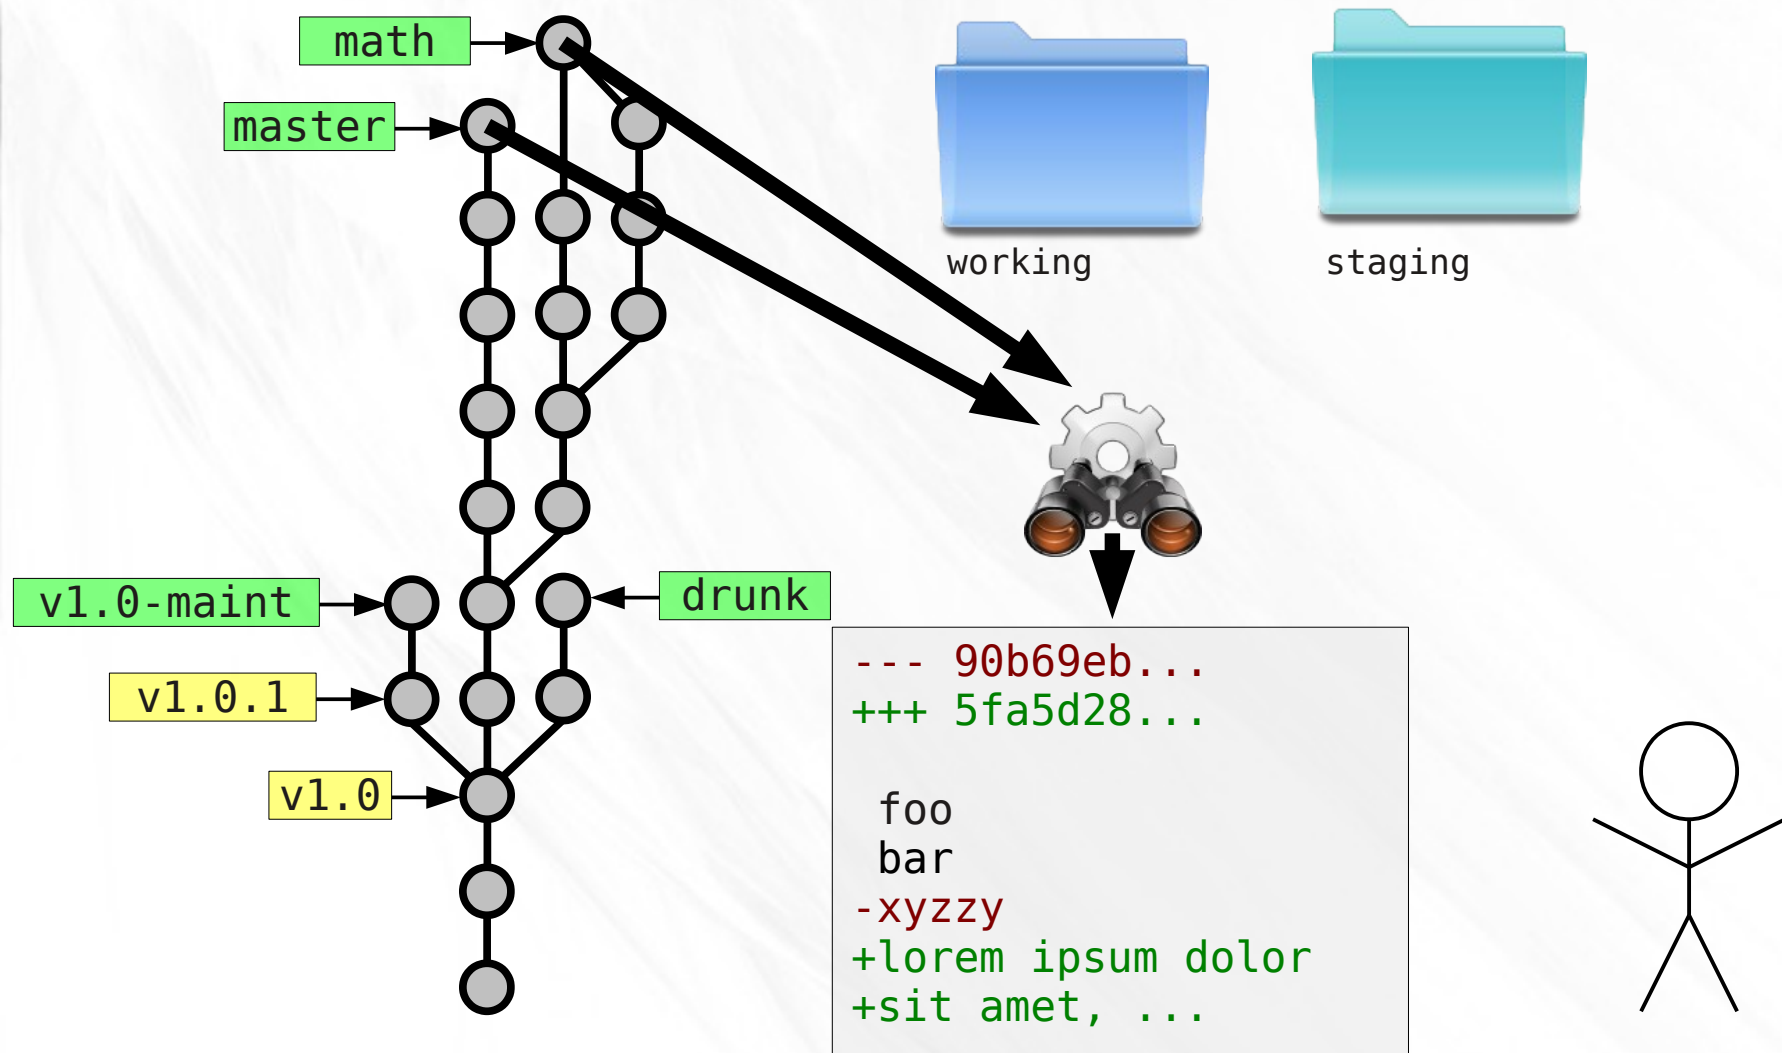 math
master
working
staging
v1.0-maint
drunk
v1.0.1
v1.0
--- 90b69eb...
+++ 5fa5d28...
foo
bar
-xyzzy
+lorem ipsum dolor
+sit amet, ...